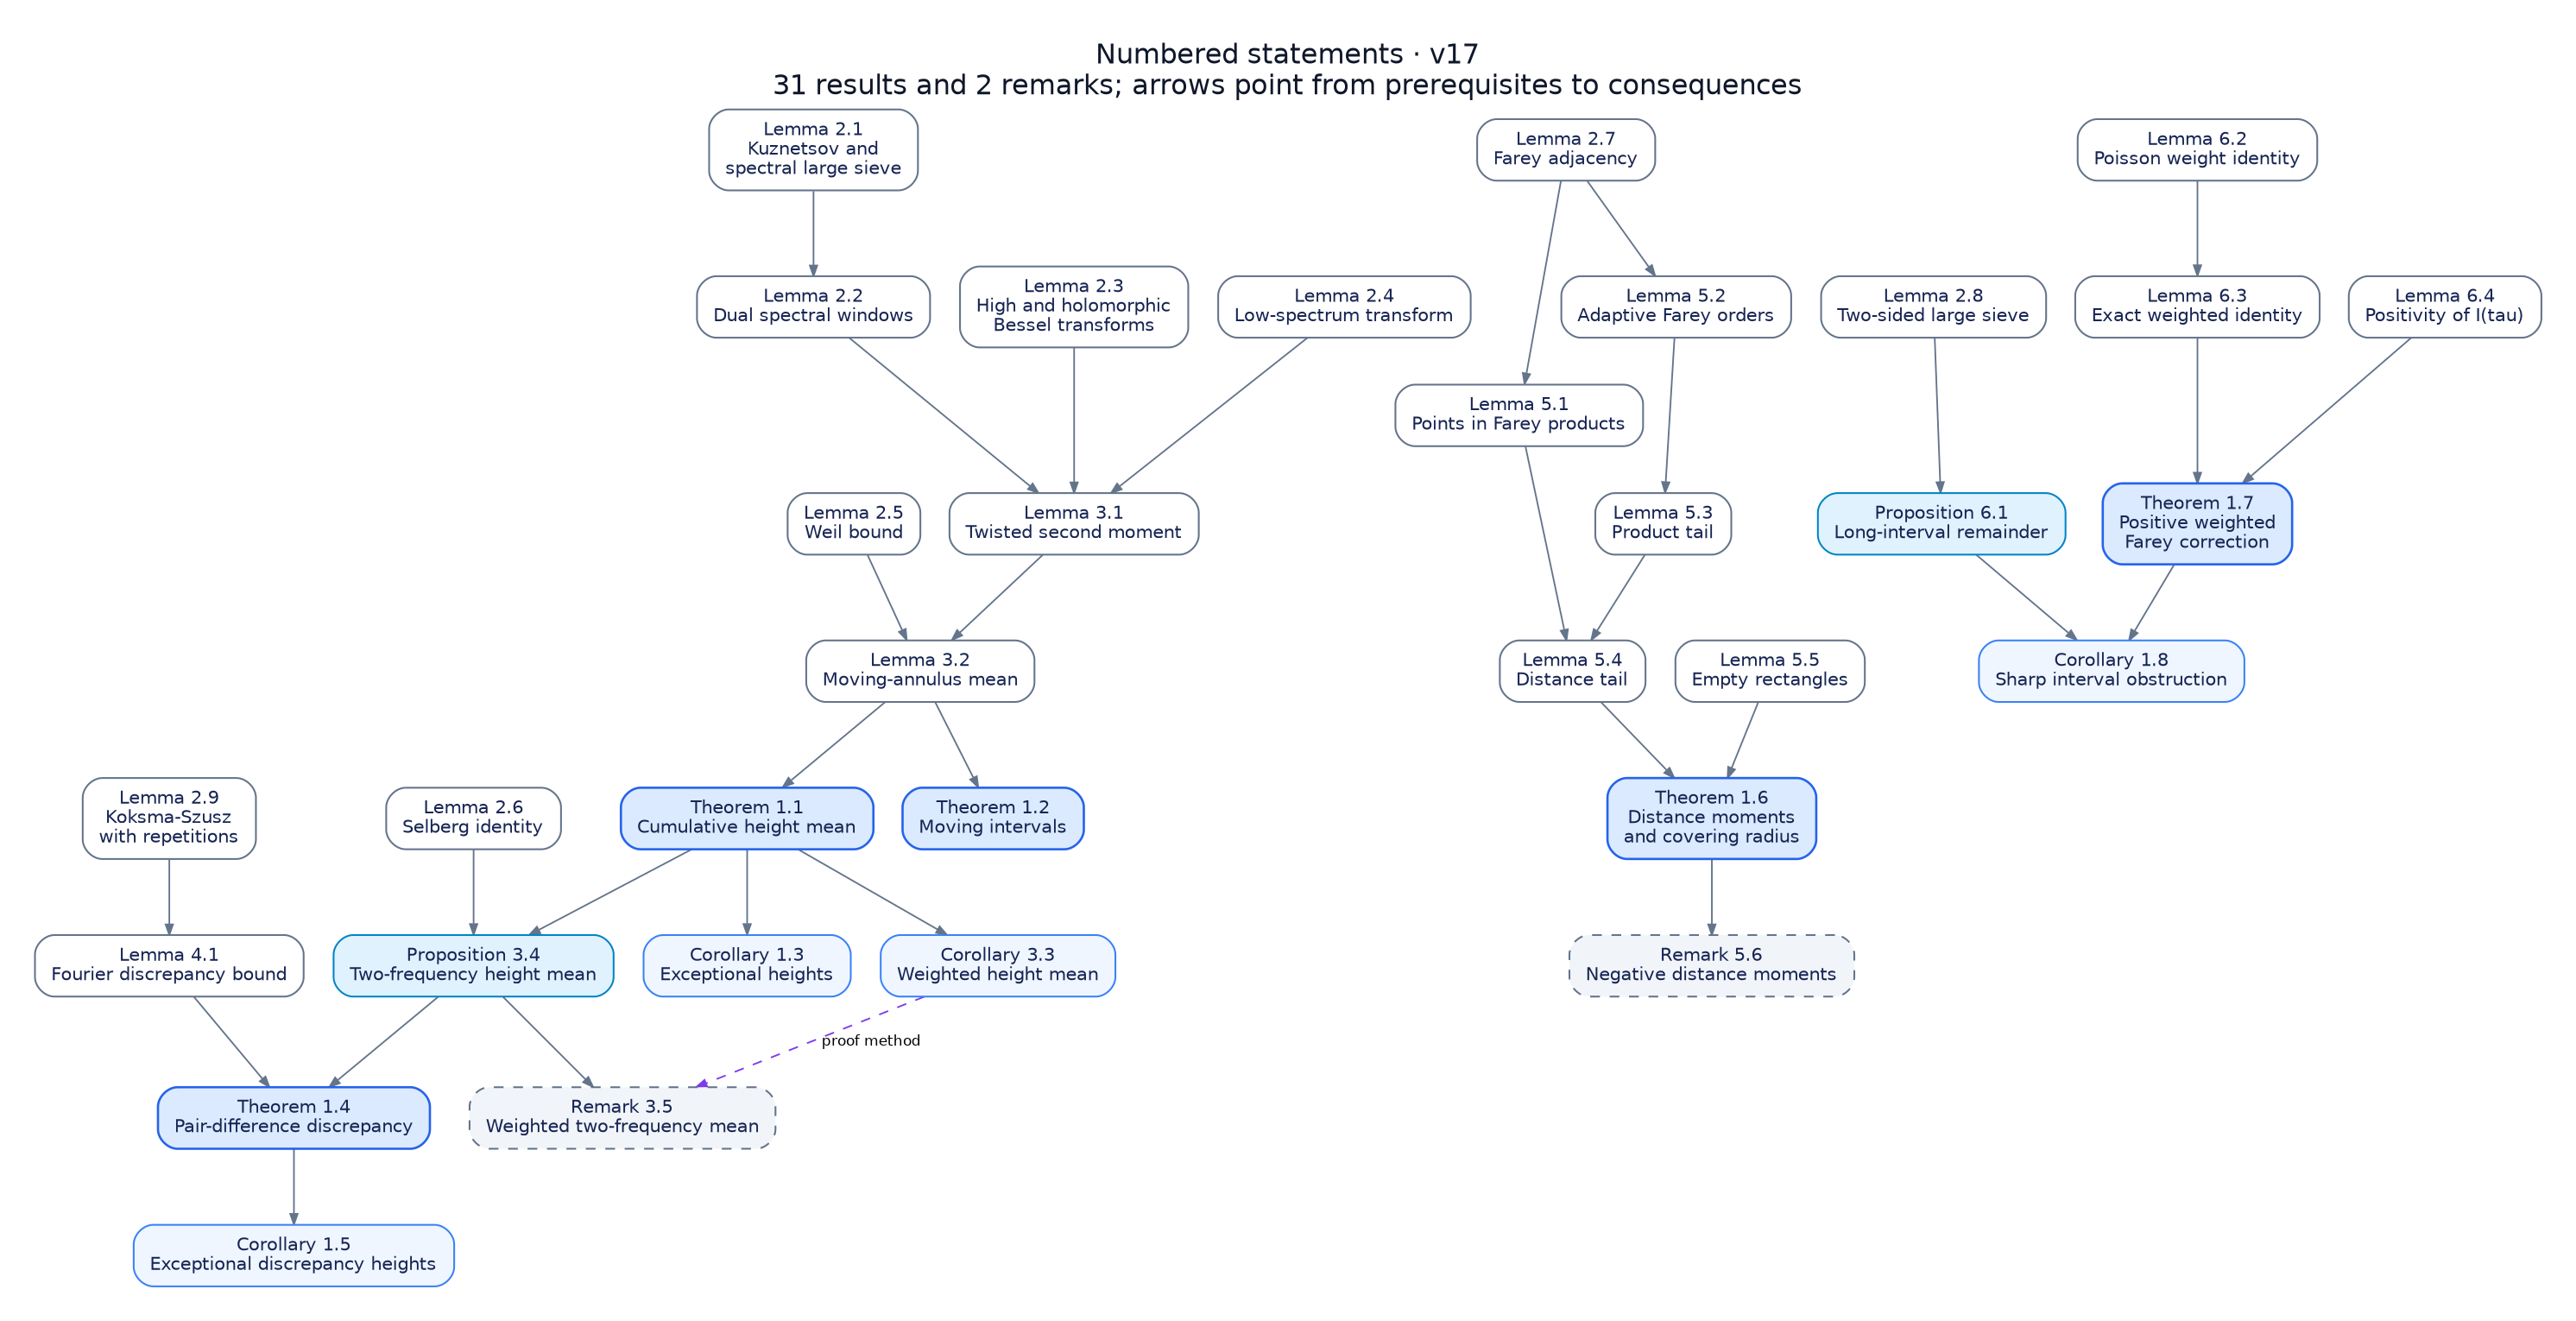 Numbered statements · v17
31 results and 2 remarks; arrows point from prerequisites to consequences
Lemma 2.1
Kuznetsov and
spectral large sieve
Lemma 2.7
Farey adjacency
Lemma 6.2
Poisson weight identity
Lemma 2.2
Dual spectral windows
Lemma 2.3
High and holomorphic
Bessel transforms
Lemma 2.4
Low-spectrum transform
Lemma 5.2
Adaptive Farey orders
Lemma 2.8
Two-sided large sieve
Lemma 6.3
Exact weighted identity
Lemma 6.4
Positivity of I(tau)
Lemma 5.1
Points in Farey products
Lemma 2.5
Weil bound
Lemma 3.1
Twisted second moment
Lemma 5.3
Product tail
Proposition 6.1
Long-interval remainder
Theorem 1.7
Positive weighted
Farey correction
Lemma 3.2
Moving-annulus mean
Lemma 5.4
Distance tail
Lemma 5.5
Empty rectangles
Corollary 1.8
Sharp interval obstruction
Lemma 2.9
Koksma-Szusz
with repetitions
Lemma 2.6
Selberg identity
Theorem 1.1
Cumulative height mean
Theorem 1.2
Moving intervals
Theorem 1.6
Distance moments
and covering radius
Lemma 4.1
Fourier discrepancy bound
Proposition 3.4
Two-frequency height mean
Corollary 1.3
Exceptional heights
Corollary 3.3
Weighted height mean
Remark 5.6
Negative distance moments
proof method
Theorem 1.4
Pair-difference discrepancy
Remark 3.5
Weighted two-frequency mean
Corollary 1.5
Exceptional discrepancy heights